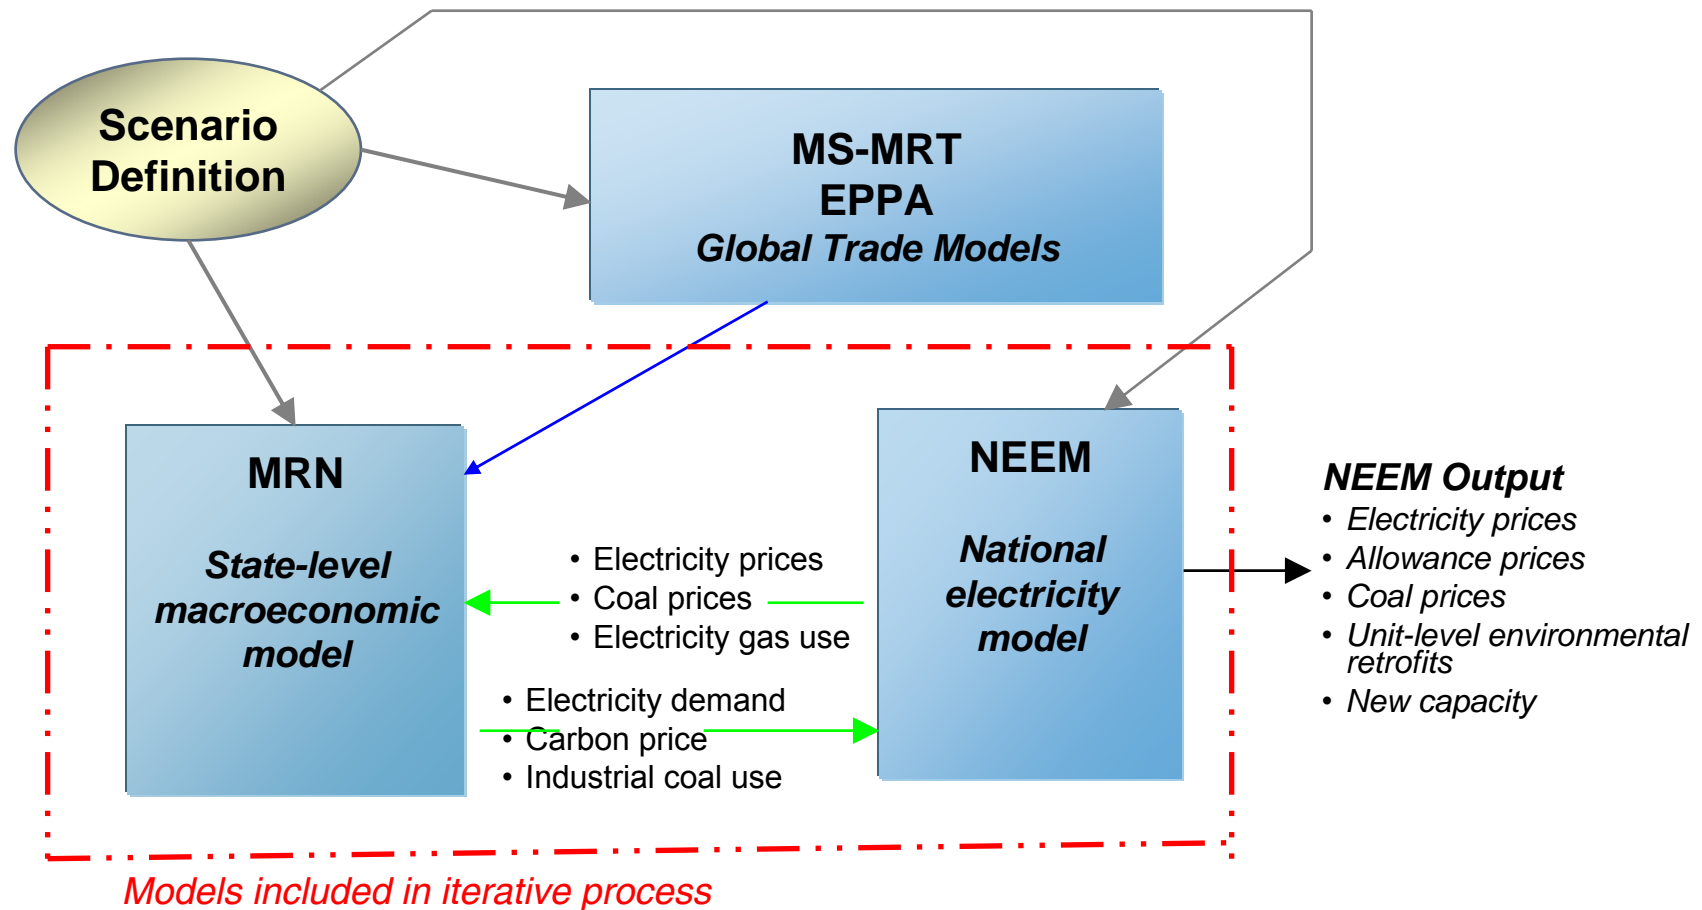 Scenario
Definition
MS-MRT
EPPA
Global Trade Models
MRN
State-level
macroeconomic
model
• Electricity prices
• Coal prices
• Electricity gas use
• Electricity demand
• Carbon price
• Industrial coal use
NEEM
National
electricity
model
NEEM Output
• Electricity prices
• Allowance prices
• Coal prices
• Unit-level environmental
retrofits
• New capacity
Models included in iterative process